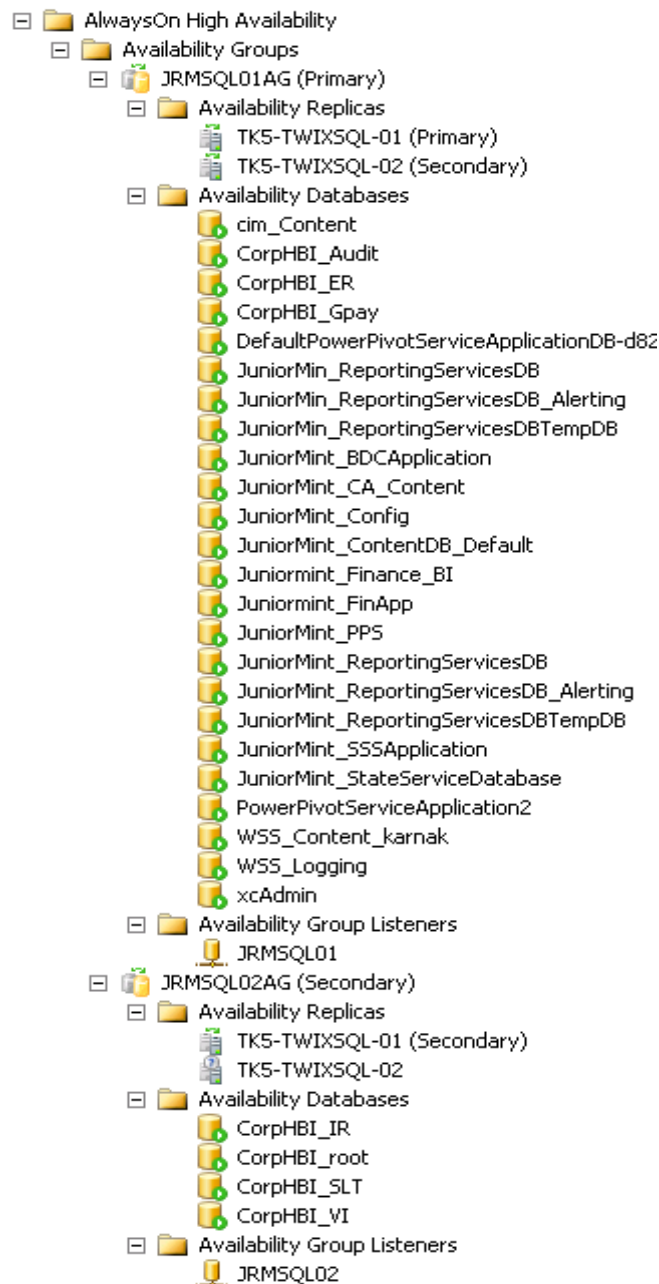 AlwaysOn High Availability
Availability Groups
JRMSQL01AG (Primary)
Availability Replicas
TK5-TWIXSQL-01 (Primary)
TK5-TWIXSQL-02 (Secondary)
Availability Databases
cim_Content
CorpHBI_Audit
CorpHBI_ER
CorpHBI_Gpay
DefaultPowerPivotServiceApplicationDB-d82
JuniorMin_ReportingServicesDB
JuniorMin_ReportingServicesDB_Alerting
JuniorMin_ReportingServicesDBTempDB
JuniorMint_BDCApplication
JuniorMint_CA_Content
JuniorMint_Config
JuniorMint_ContentDB_Default
Juniormint_Finance_BI
Juniormint_FinApp
JuniorMint_PPS
JuniorMint_ReportingServicesDB
JuniorMint_ReportingServicesDB_Alerting
JuniorMint_ReportingServicesDBTempDB
JuniorMint_SSSApplication
JuniorMint_StateServiceDatabase
PowerPivotServiceApplication2
WSS_Content_karnak
WSS_Logging
xcAdmin
Availability Group Listeners
JRMSQL01
JRMSQL02AG (Secondary)
Availability Replicas
TK5-TWIXSQL-01 (Secondary)
TK5-TWIXSQL-02
Availability Databases
CorpHBI_IR
CorpHBI_root
CorpHBI_SLT
CorpHBI_VI
Availability Group Listeners
JRMSQL02